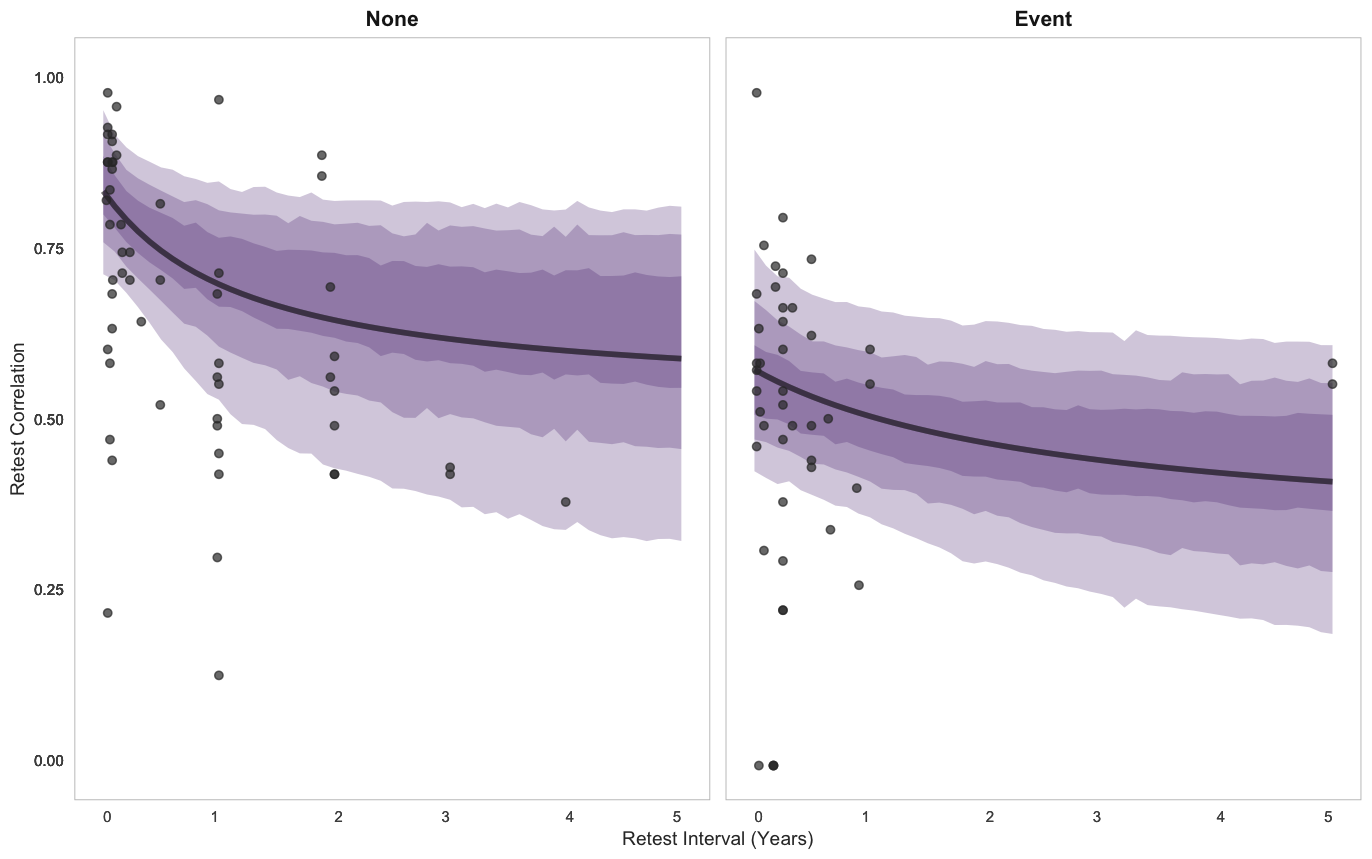 None Event
Retest Correlation
1.00
0.75
0.50
0.25
0.00
0 1 2 3 4 5 0 1 2 3 4 5
Retest Interval (Years)